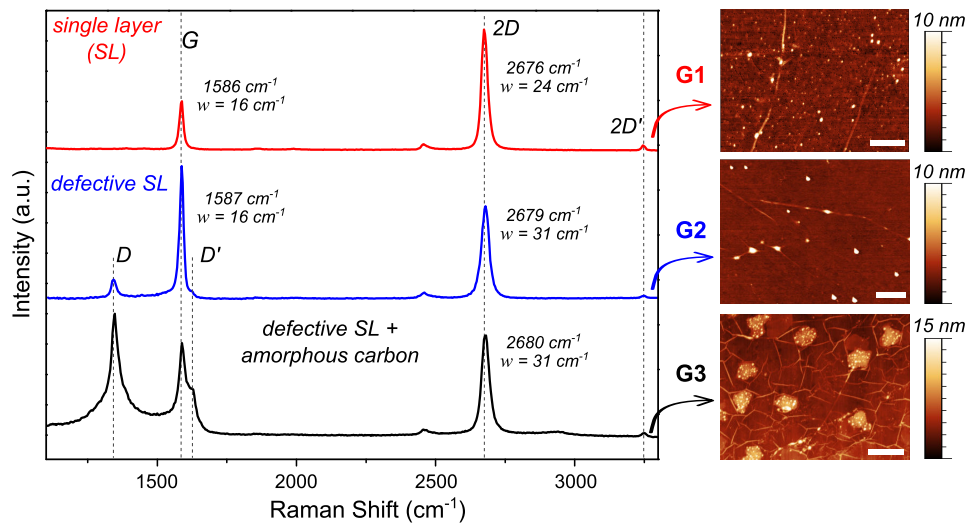 single layer
(SL)
G
1586 cm-1
w = 16 cm-1
2D
2676 cm-1
w = 24 cm-1
2D'
defective SL
D
D'
1587 cm-1
w = 16 cm-1
2679 cm-1
w = 31 cm-1
defective SL +
amorphous carbon
2680 cm-1
w = 31 cm-1
Intensity (a.u.)
1500
2000
2500
3000
Raman Shift (cm-1)
G1
10 nm
0
G2
10 nm
0
G3
15 nm
0